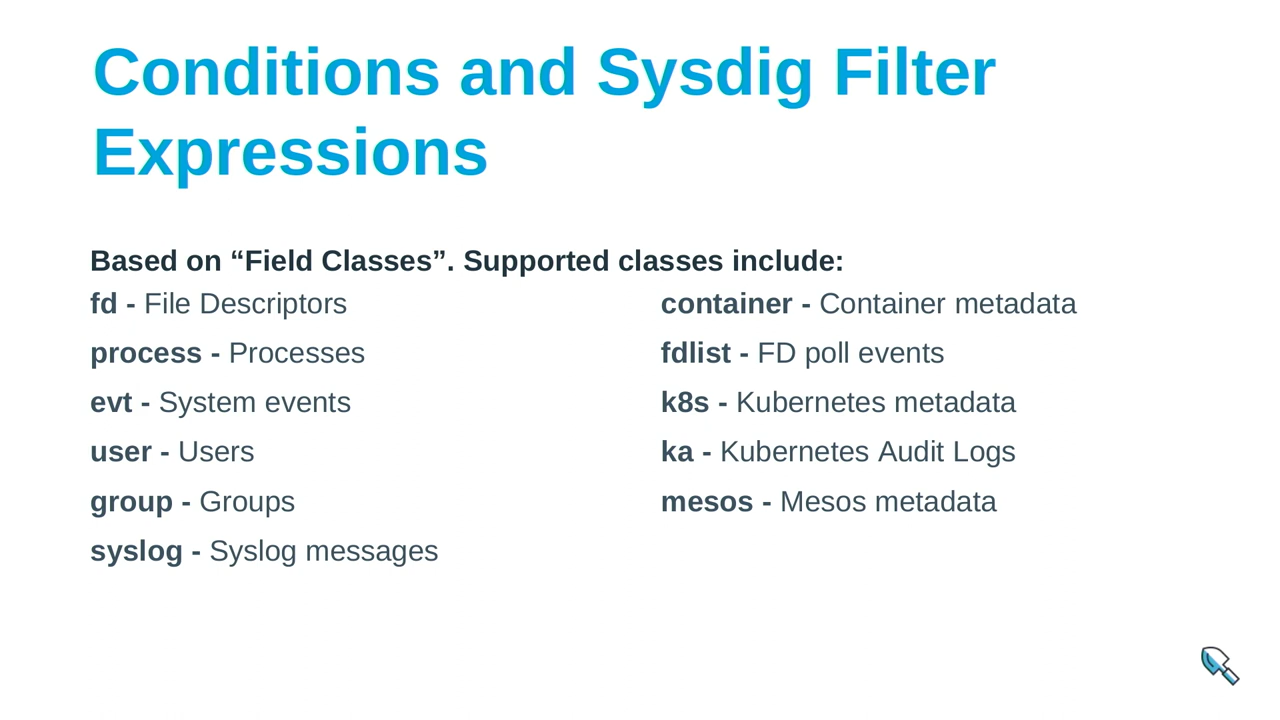 Conditions and Sysdig Filter
Expressions
Based on “Field Classes”. Supported classes include:
fd - File Descriptors
process - Processes
evt - System events
user - Users
group - Groups
syslog - Syslog messages
container - Container metadata
fdlist - FD poll events
k8s - Kubernetes metadata
ka - Kubernetes Audit Logs
mesos - Mesos metadata